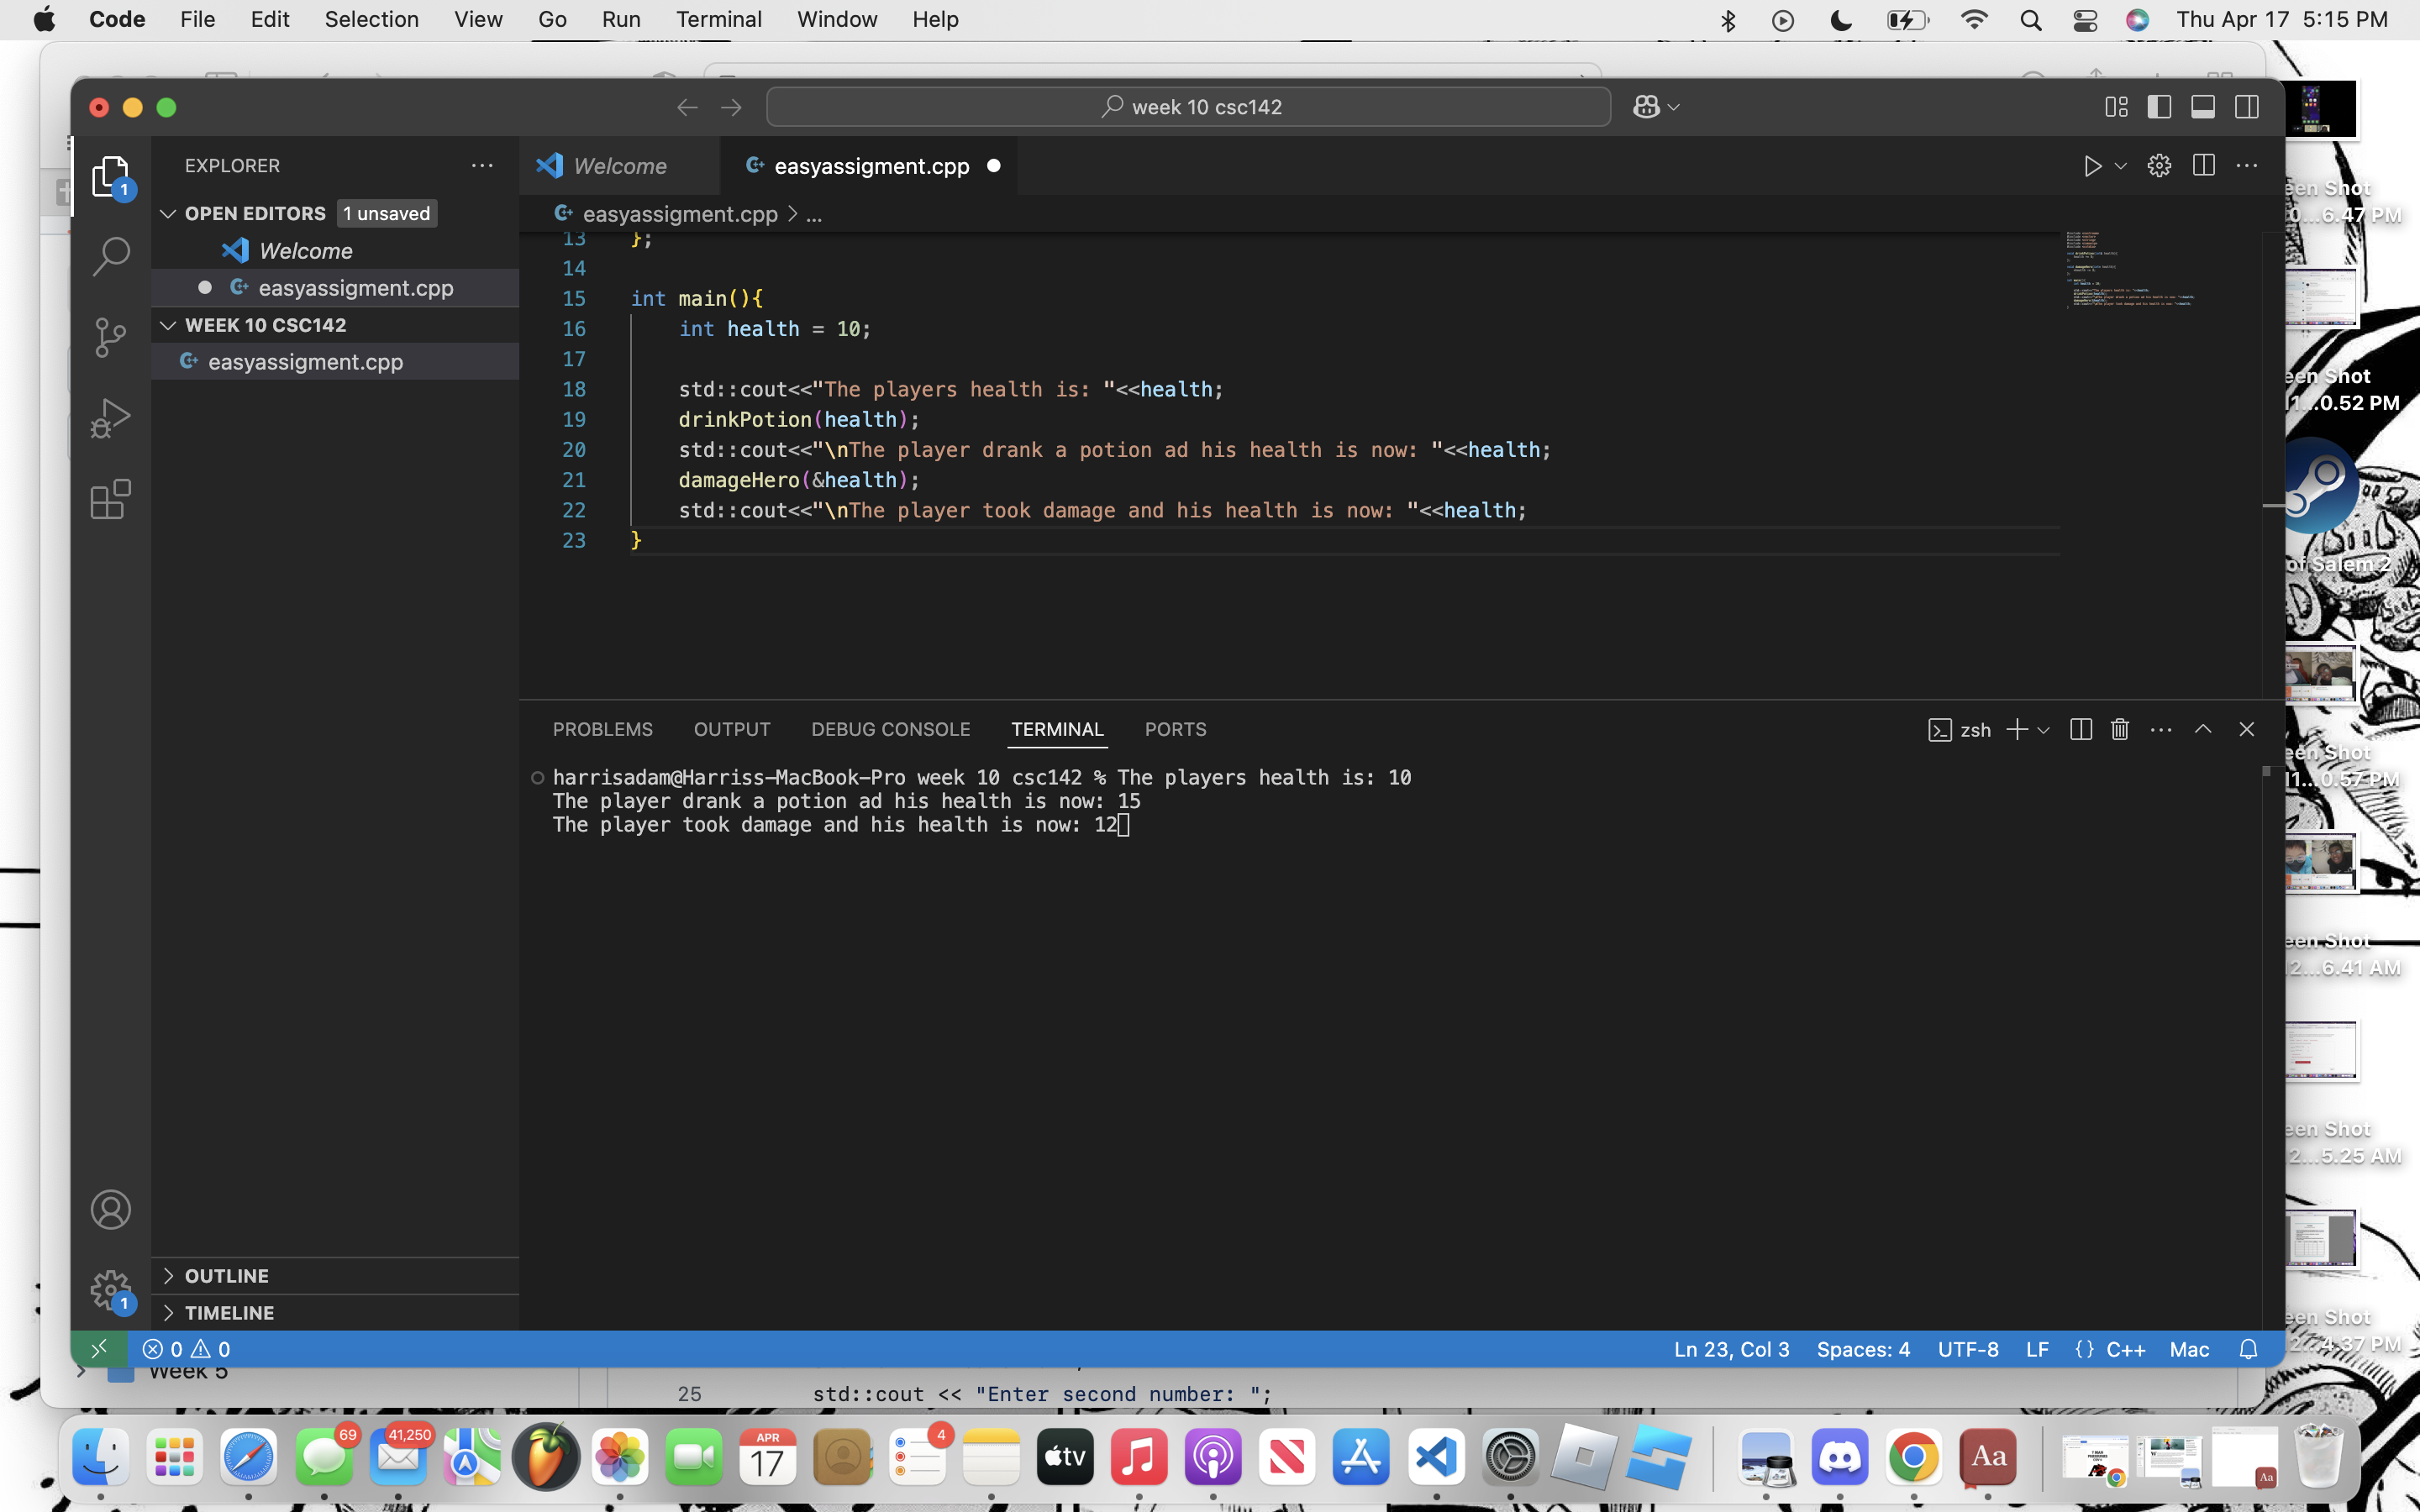 Code File Edit Selection View Go Run Terminal Window Help Thu Apr 17 5:15 PM
week 10 csc142
EXPLORER
Welcome easyassigment.cpp
OPEN EDITORS 1 unsaved
easyassigment.cpp > ...
Welcome
easyassigment.cpp
WEEK 10 CSC142
easyassigment.cpp
13 };
14
15 int main(){
16 int health = 10;
17
18 std::cout<<"The players health is: "<<health;
19 drinkPotion(health);
20 std::cout<<"\nThe player drank a potion ad his health is now: "<<health;
21 damageHero(&health);
22 std::cout<<"\nThe player took damage and his health is now: "<<health;
23 }
PROBLEMS OUTPUT DEBUG CONSOLE TERMINAL PORTS zsh
harrisadam@Harriss-MacBook-Pro week 10 csc142 % The players health is: 10
The player drank a potion ad his health is now: 15
The player took damage and his health is now: 12
OUTLINE
TIMELINE
0 0 Ln 23, Col 3 Spaces: 4 UTF-8 LF {} C++ Mac
Week 5
25 std::cout << "Enter second number: ";
een Shot
0...6.47 PM
een Shot
11...0.52 PM
of Salem 2
een Shot
11...0.57 PM
een Shot
2...6.41 AM
een Shot
2...5.25 AM
een Shot
2...4.37 PM
1
1
69
41,250
APR
17
4
tv
Aa